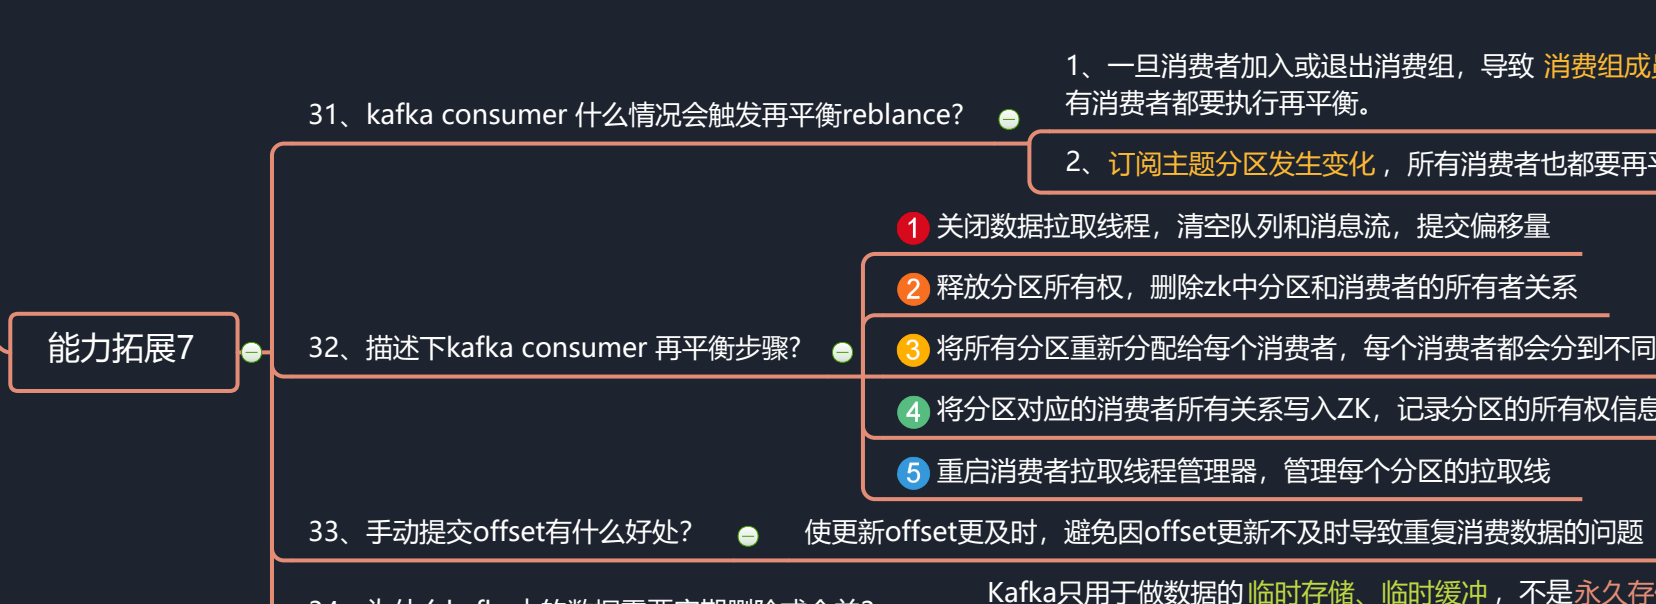 能力拓展7
31、kafka consumer 什么情况会触发再平衡reblance?
1、一旦消费者加入或退出消费组，导致 消费组成
有消费者都要执行再平衡。
2、订阅主题分区发生变化，所有消费者也都要再
32、描述下kafka consumer 再平衡步骤?
1 关闭数据拉取线程，清空队列和消息流，提交偏移量
2 释放分区所有权，删除zk中分区和消费者的所有者关系
3 将所有分区重新分配给每个消费者，每个消费者都会分到不同
4 将分区对应的消费者所有关系写入ZK，记录分区的所有权信息
5 重启消费者拉取线程管理器，管理每个分区的拉取线
33、手动提交offset有什么好处?
使更新offset更及时，避免因offset更新不及时导致重复消费数据的问题
Kafka只用于做数据的 临时存储、临时缓冲，不是永久存